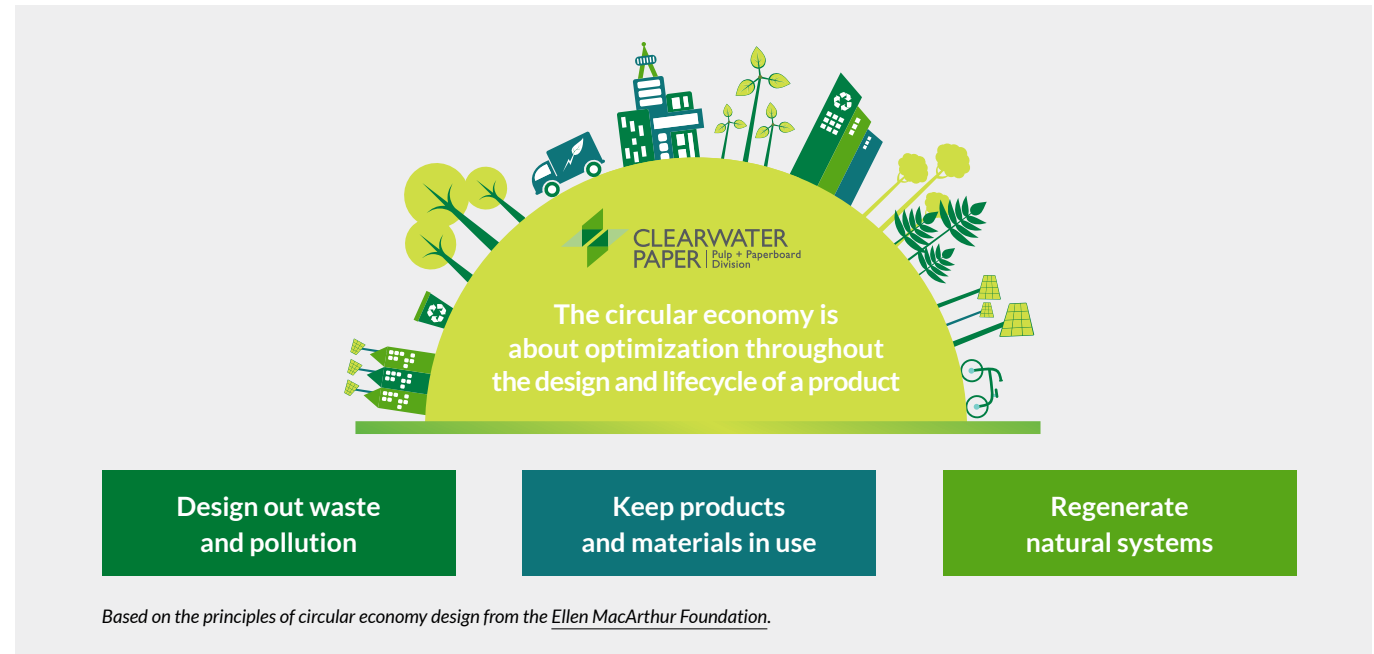 CLEARWATER
PAPER | Pulp + Paperboard
Division
The circular economy is
about optimization throughout
the design and lifecycle of a product
Design out waste
and pollution
Keep products
and materials in use
Regenerate
natural systems
Based on the principles of circular economy design from the Ellen MacArthur Foundation.